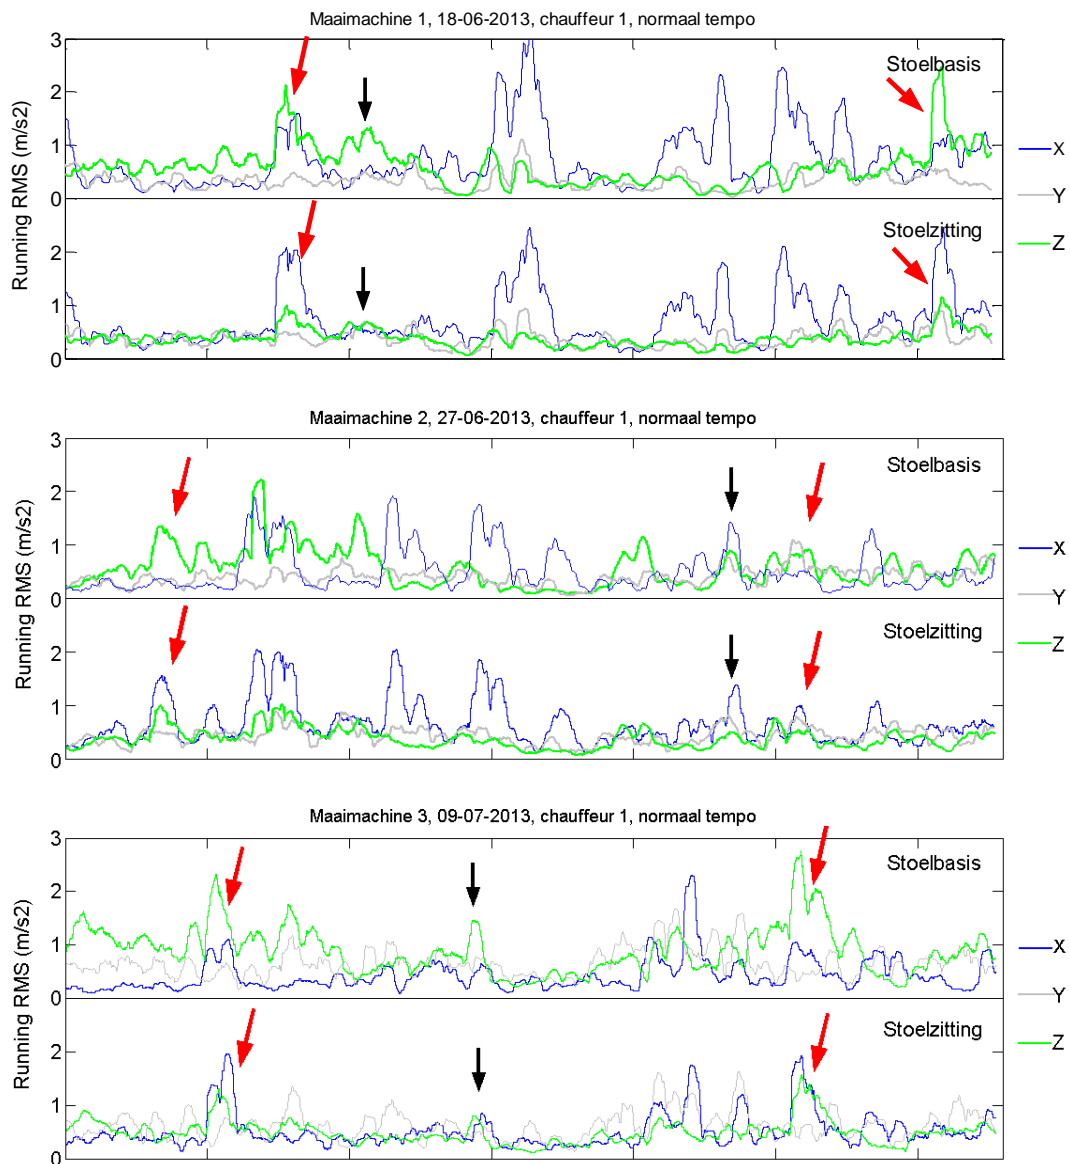 Maaimachine 1, 18-06-2013, chauffeur 1, normaal tempo
3
Stoelbasis
2
1
0
Stoelzitting
2
1
0
Running RMS (m/s2)
X
Y
Z
Maaimachine 2, 27-06-2013, chauffeur 1, normaal tempo
3
Stoelbasis
2
1
0
Stoelzitting
2
1
0
Running RMS (m/s2)
X
Y
Z
Maaimachine 3, 09-07-2013, chauffeur 1, normaal tempo
3
Stoelbasis
2
1
0
Stoelzitting
2
1
0
Running RMS (m/s2)
X
Y
Z